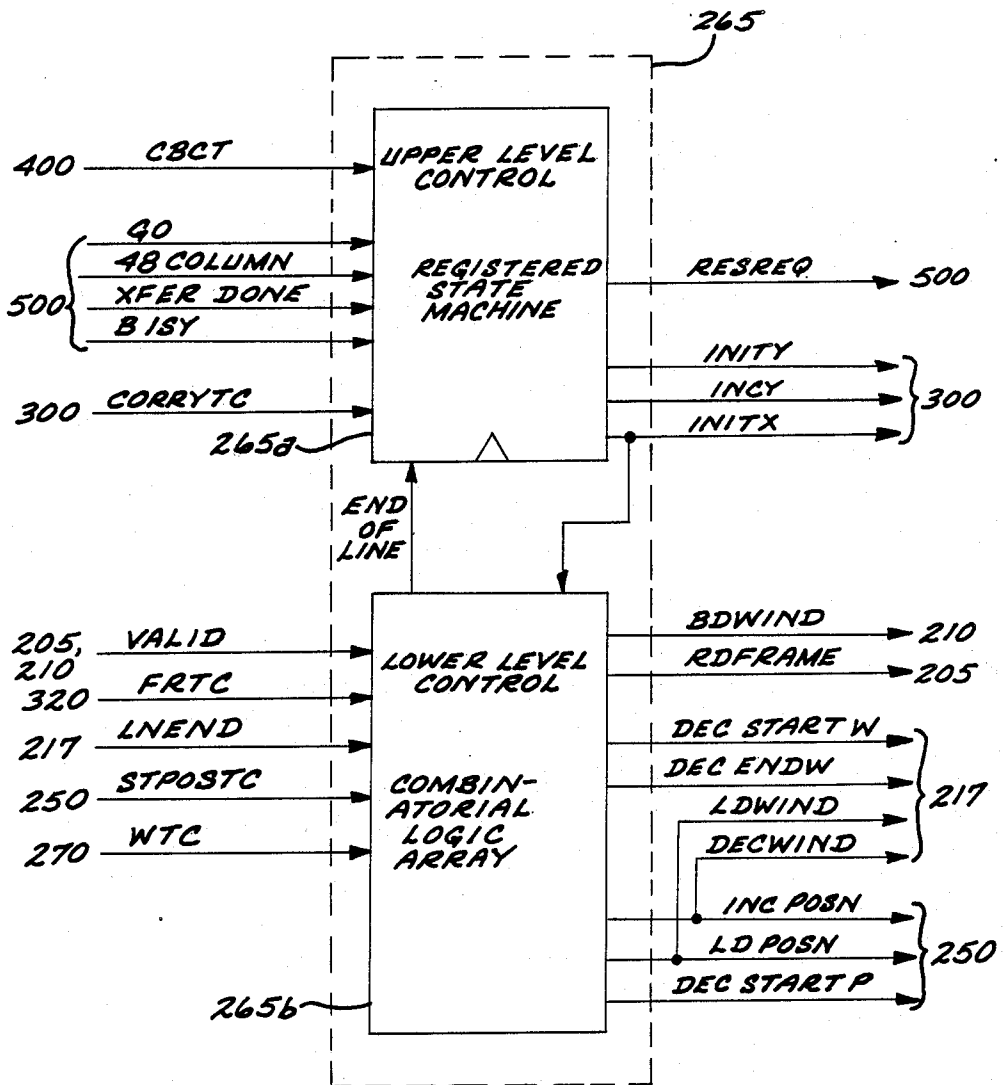 265
400 CBCT
UPPER LEVEL
CONTROL
GO
48 COLUMN
500
XFER DONE
BISY
REGISTERED
STATE
MACHINE
RESREQ
500
INITY
INCY
INITX
300
300 CORRYTC
265a
END
OF
LINE
205,
210
VALID
320 FRTC
217 LNEND
250 STPOSTC
270 WTC
LOWER LEVEL
CONTROL
COMBIN-
ATORIAL
LOGIC
ARRAY
BDWIND 210
RDFRAME 205
DEC START W
DEC ENDW
LDWIND
DECWIND
217
INC POSN
LD POSN
DEC START P
250
265b